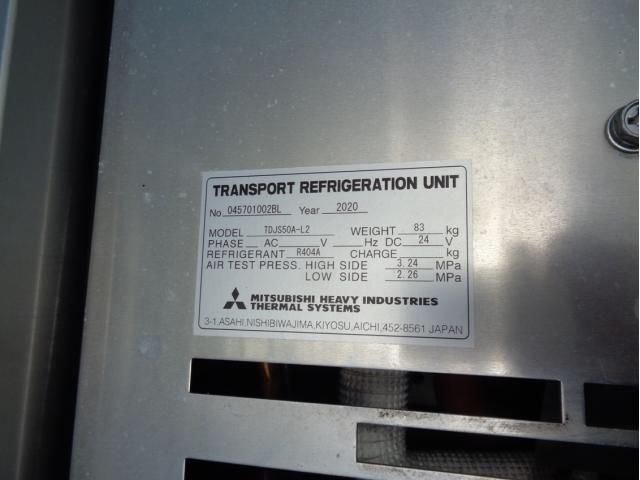 TRANSPORT REFRIGERATION UNIT
No. 045701002BL Year 2020
MODEL TDJS50A-L2 WEIGHT 83 kg
PHASE AC V Hz DC 24 V
REFRIGERANT R404A CHARGE kg
AIR TEST PRESS. HIGH SIDE 3.24 MPa
LOW SIDE 2.26 MPa
MITSUBISHI HEAVY INDUSTRIES
THERMAL SYSTEMS
3-1,ASAHI,NISHIBIWAJIMA,KIYOSU,AICHI,452-8561 JAPAN